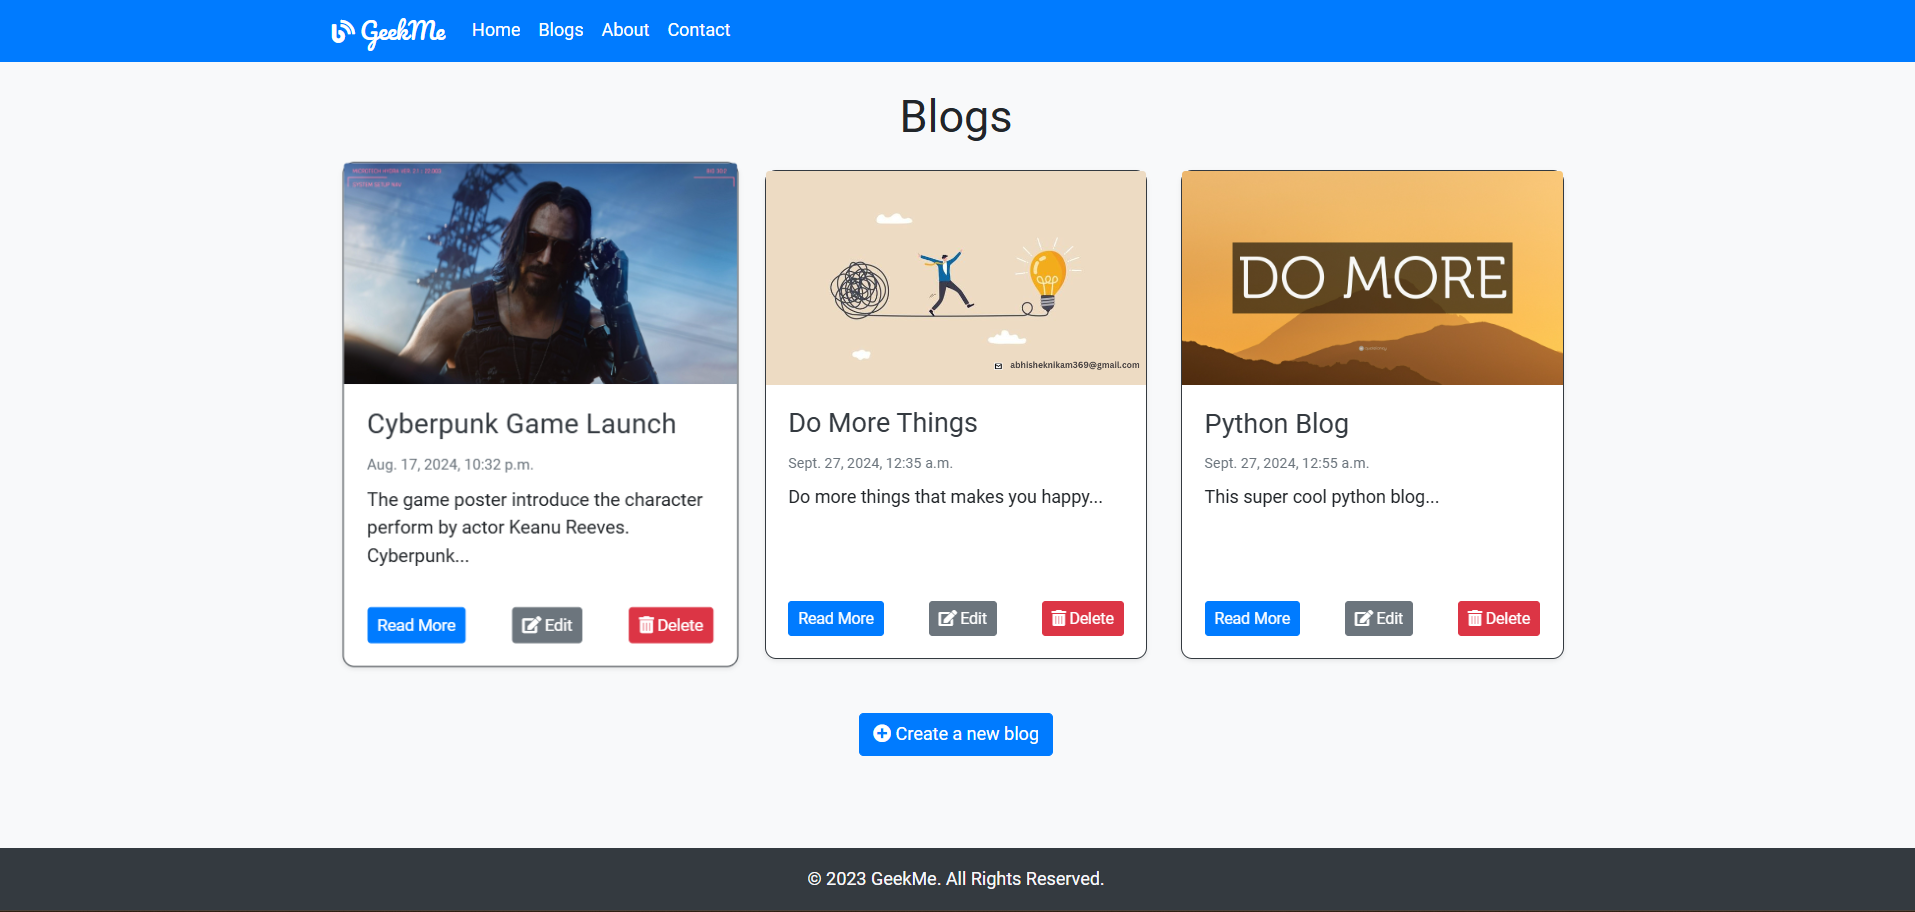 GeekMe Home Blogs About Contact
Blogs
Cyberpunk Game Launch
Aug. 17, 2024, 10:32 p.m.
The game poster introduce the character
perform by actor Keanu Reeves.
Cyberpunk...
Read More Edit Delete
abhisheknikam369@gmail.com
Do More Things
Sept. 27, 2024, 12:35 a.m.
Do more things that makes you happy...
Read More Edit Delete
DO MORE
Python Blog
Sept. 27, 2024, 12:55 a.m.
This super cool python blog...
Read More Edit Delete
Create a new blog
© 2023 GeekMe. All Rights Reserved.